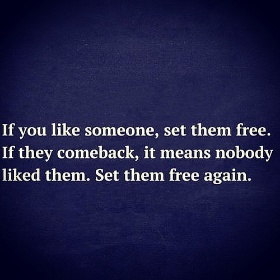 If you like someone, set them free.
If they comeback, it means nobody
liked them. Set them free again.